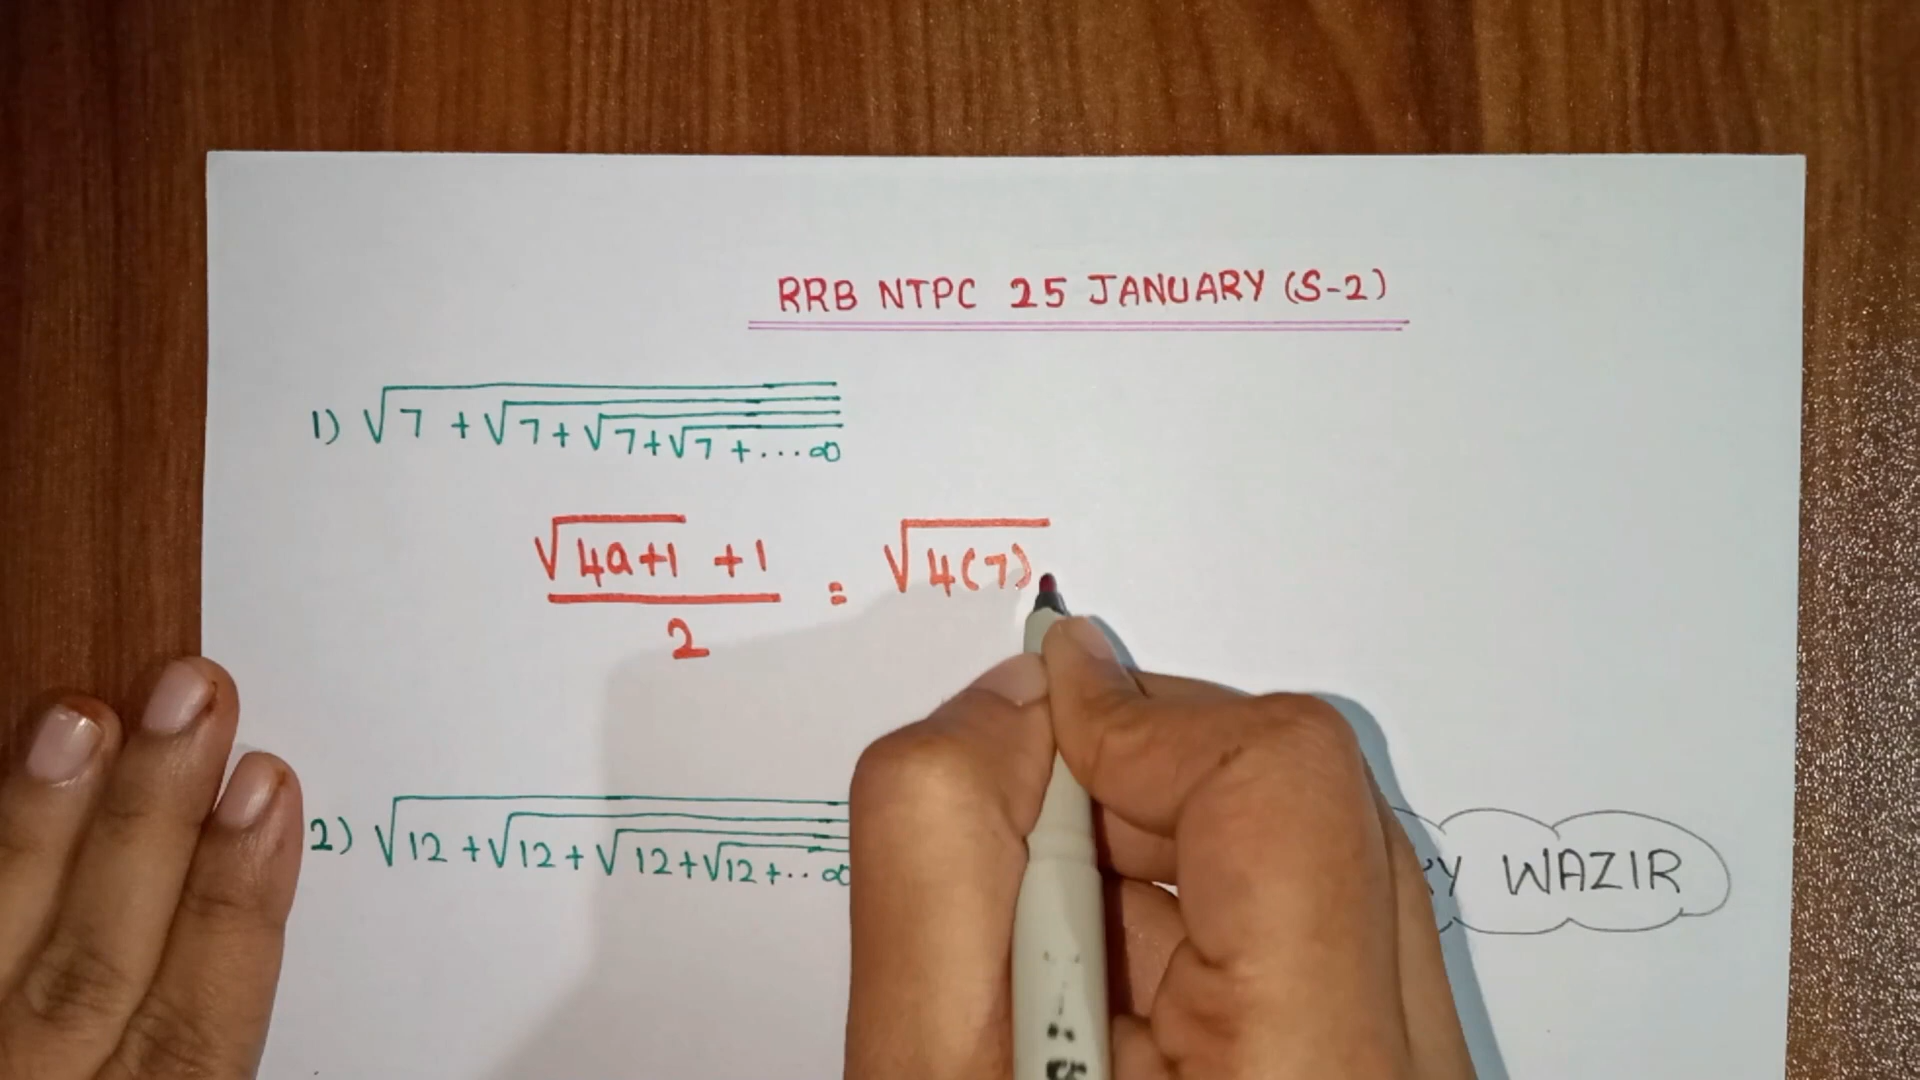 RRB NTPC 25 JANUARY (S-2)
1) √7 + √7 + √7 + √7 + ... ∞
√4a+1 + 1 / 2 = √4(7)
2) √12 + √12 + √12 + √12 + .. ∞
WAZIR